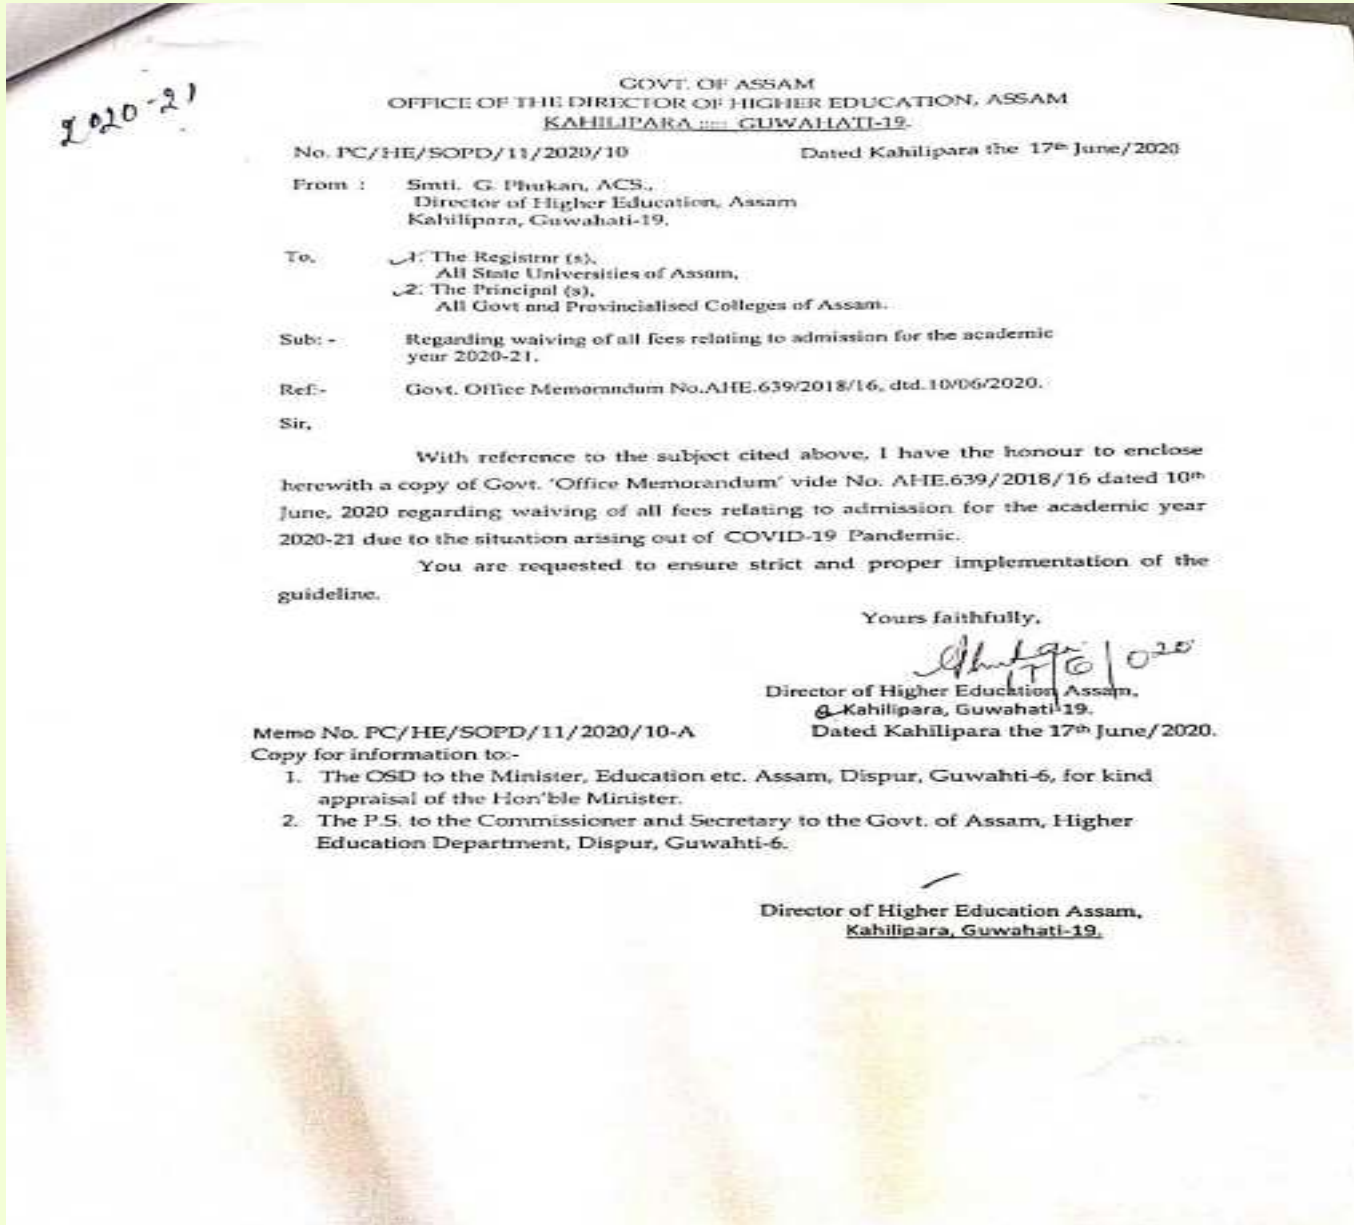 2020-21
GOVT. OF ASSAM
OFFICE OF THE DIRECTOR OF HIGHER EDUCATION, ASSAM
KAHILIPARA ::::: GUWAHATI-19.
No. PC/HE/SOPD/11/2020/10 Dated Kahilipara the 17th June/2020
From : Smti. G. Phukan, ACS.,
Director of Higher Education, Assam
Kahilipara, Guwahati-19.
To, 1. The Registrar (s),
All State Universities of Assam,
2. The Principal (s),
All Govt and Provincialised Colleges of Assam.
Sub: - Regarding waiving of all fees relating to admission for the academic
year 2020-21.
Ref:- Govt. Office Memorandum No.AHE.639/2018/16, dtd.10/06/2020.
Sir,
With reference to the subject cited above, I have the honour to enclose
herewith a copy of Govt. 'Office Memorandum' vide No. AHE.639/2018/16 dated 10th
June, 2020 regarding waiving of all fees relating to admission for the academic year
2020-21 due to the situation arising out of COVID-19 Pandemic.
You are requested to ensure strict and proper implementation of the
guideline.
Yours faithfully,
Director of Higher Education Assam,
Kahilipara, Guwahati-19.
Memo No. PC/HE/SOPD/11/2020/10-A Dated Kahilipara the 17th June/2020.
Copy for information to:-
1. The OSD to the Minister, Education etc. Assam, Dispur, Guwahti-6, for kind
appraisal of the Hon'ble Minister.
2. The P.S. to the Commissioner and Secretary to the Govt. of Assam, Higher
Education Department, Dispur, Guwahti-6.
Director of Higher Education Assam,
Kahilipara, Guwahati-19.